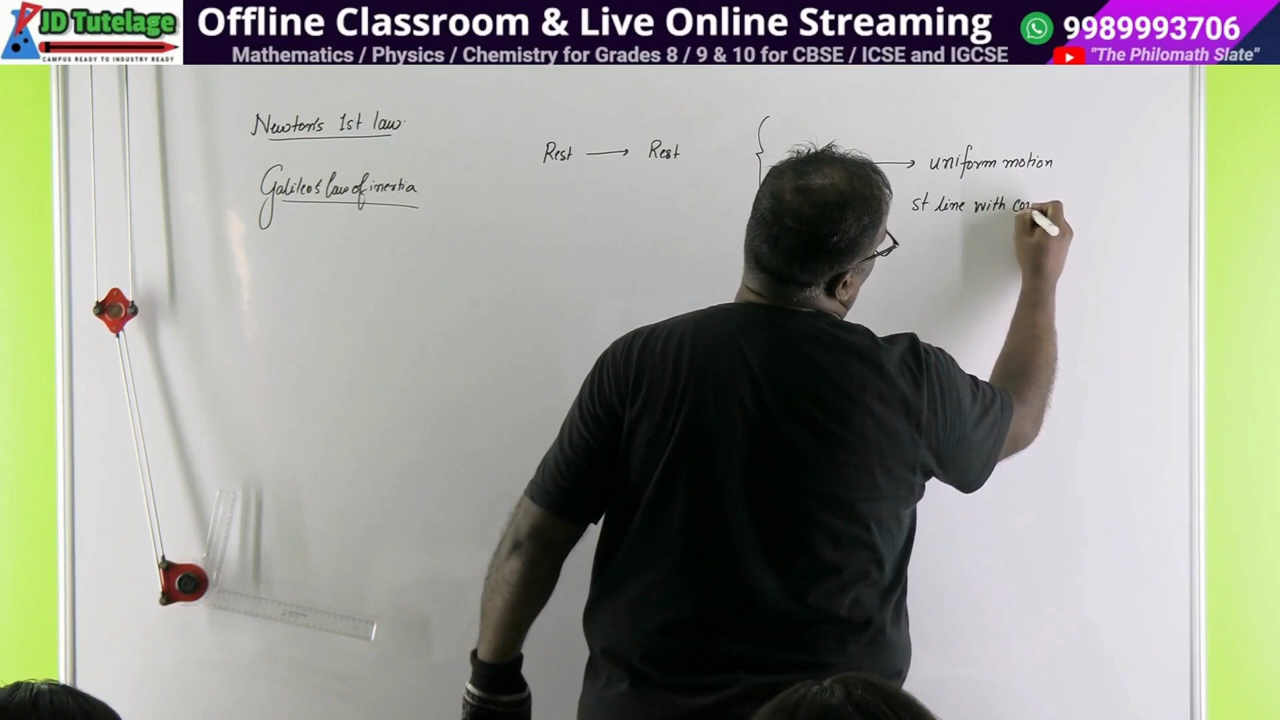 JD Tutelage
CAMPUS READY TO INDUSTRY READY
Offline Classroom & Live Online Streaming
Mathematics / Physics / Chemistry for Grades 8 / 9 & 10 for CBSE / ICSE and IGCSE
9989993706
"The Philomath Slate"
Newton's 1st law.
Galileo's law of inertia
Rest → Rest
→ uniform motion
st line with con